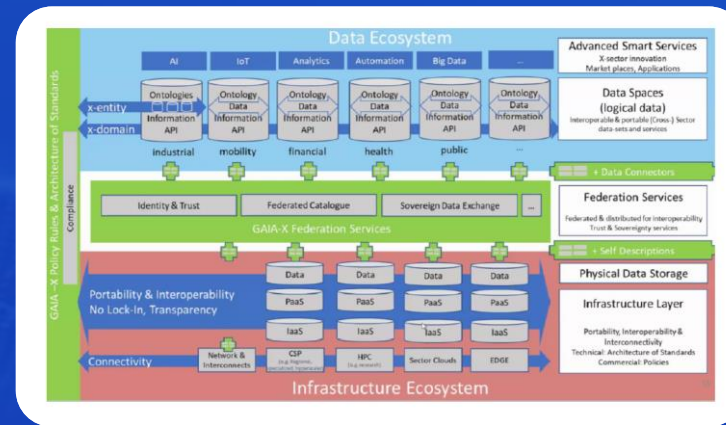 Data Ecosystem
AI IoT Analytics Automation Big Data ...
Ontologies Ontology Ontology Ontology Ontology Ontology
x-entity Data Data Data Data Data
Information Information Information Information Information Information
x-domain API API API API API API
industrial mobility financial health public ...
Advanced Smart Services
X-sector innovation
Market places, Applications
Data Spaces
(logical data)
Interoperable & portable (Cross-) Sector
data-sets and services
+ Data Connectors
GAIA-X Policy Rules & Architecture of Standards
Compliance
Identity & Trust Federated Catalogue Sovereign Data Exchange ...
GAIA-X Federation Services
Federation Services
Federated & distributed for interoperability
Trust & Sovereignty services
+ Self Descriptions
Data Data Data Data
Portability & Interoperability
No Lock-In, Transparency
PaaS PaaS PaaS PaaS
IaaS IaaS IaaS IaaS
Physical Data Storage
Infrastructure Layer
Portability, Interoperability &
Interconnectivity
Technical: Architecture of Standards
Commercial: Policies
Connectivity
Network &
Interconnects
CSP
HPC
Sector Clouds
EDGE
Infrastructure Ecosystem